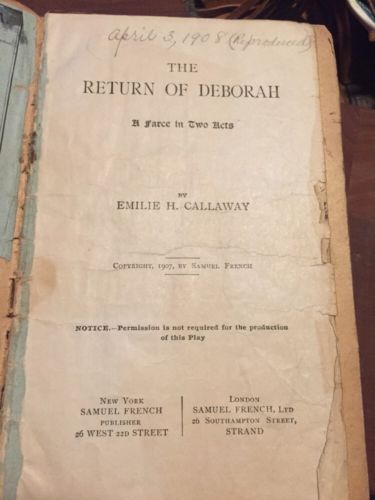 April 3, 1908 (Reproduced)
THE
RETURN OF DEBORAH
A Farce in Two Acts
BY
EMILIE H. CALLAWAY
COPYRIGHT, 1907, BY SAMUEL FRENCH
NOTICE.—Permission is not required for the production
of this Play
NEW YORK
SAMUEL FRENCH
PUBLISHER
26 WEST 22D STREET
LONDON
SAMUEL FRENCH, LTD
26 SOUTHAMPTON STREET,
STRAND